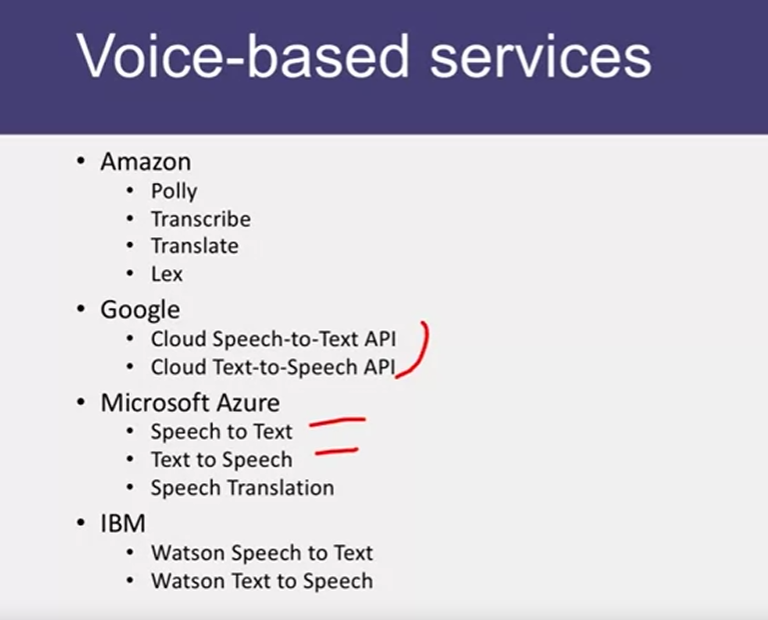 Voice-based services
• Amazon
• Polly
• Transcribe
• Translate
• Lex
• Google
• Cloud Speech-to-Text API
• Cloud Text-to-Speech API
• Microsoft Azure
• Speech to Text
• Text to Speech
• Speech Translation
• IBM
• Watson Speech to Text
• Watson Text to Speech